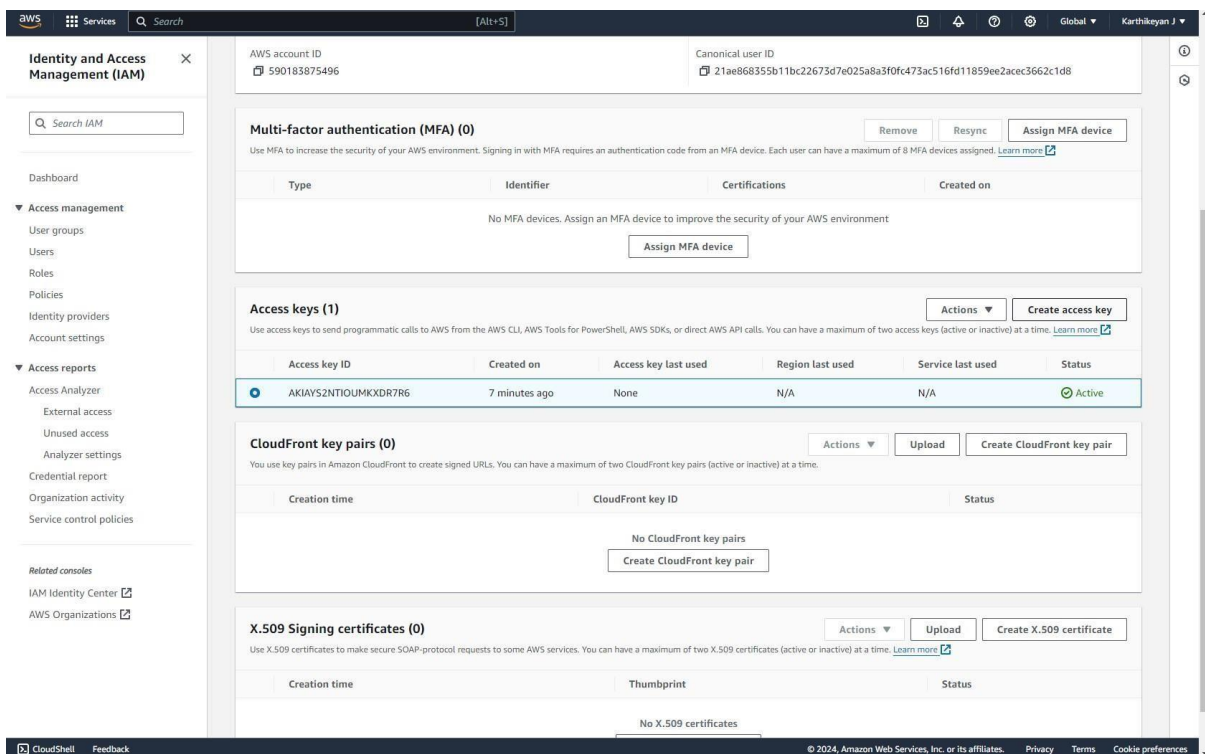 aws Services Search [Alt+S] Global ▼ Karthikeyan J ▼
Identity and Access
Management (IAM)
Search IAM
Dashboard
▼ Access management
User groups
Users
Roles
Policies
Identity providers
Account settings
▼ Access reports
Access Analyzer
External access
Unused access
Analyzer settings
Credential report
Organization activity
Service control policies
Related consoles
IAM Identity Center
AWS Organizations
AWS account ID Canonical user ID
590183875496 21ae868355b11bc22673d7e025a8a3f0fc473ac516fd11859ee2acec3662c1d8
Multi-factor authentication (MFA) (0) Remove Resync Assign MFA device
Use MFA to increase the security of your AWS environment. Signing in with MFA requires an authentication code from an MFA device. Each user can have a maximum of 8 MFA devices assigned. Learn more
Type Identifier Certifications Created on
No MFA devices. Assign an MFA device to improve the security of your AWS environment
Assign MFA device
Access keys (1) Actions ▼ Create access key
Use access keys to send programmatic calls to AWS from the AWS CLI, AWS Tools for PowerShell, AWS SDKs, or direct AWS API calls. You can have a maximum of two access keys (active or inactive) at a time. Learn more
Access key ID Created on Access key last used Region last used Service last used Status
AKIAYS2NTIOUMKXDR7R6 7 minutes ago None N/A N/A Active
CloudFront key pairs (0) Actions ▼ Upload Create CloudFront key pair
You use key pairs in Amazon CloudFront to create signed URLs. You can have a maximum of two CloudFront key pairs (active or inactive) at a time.
Creation time CloudFront key ID Status
No CloudFront key pairs
Create CloudFront key pair
X.509 Signing certificates (0) Actions ▼ Upload Create X.509 certificate
Use X.509 certificates to make secure SOAP-protocol requests to some AWS services. You can have a maximum of two X.509 certificates (active or inactive) at a time. Learn more
Creation time Thumbprint Status
No X.509 certificates
CloudShell Feedback © 2024, Amazon Web Services, Inc. or its affiliates. Privacy Terms Cookie preferences